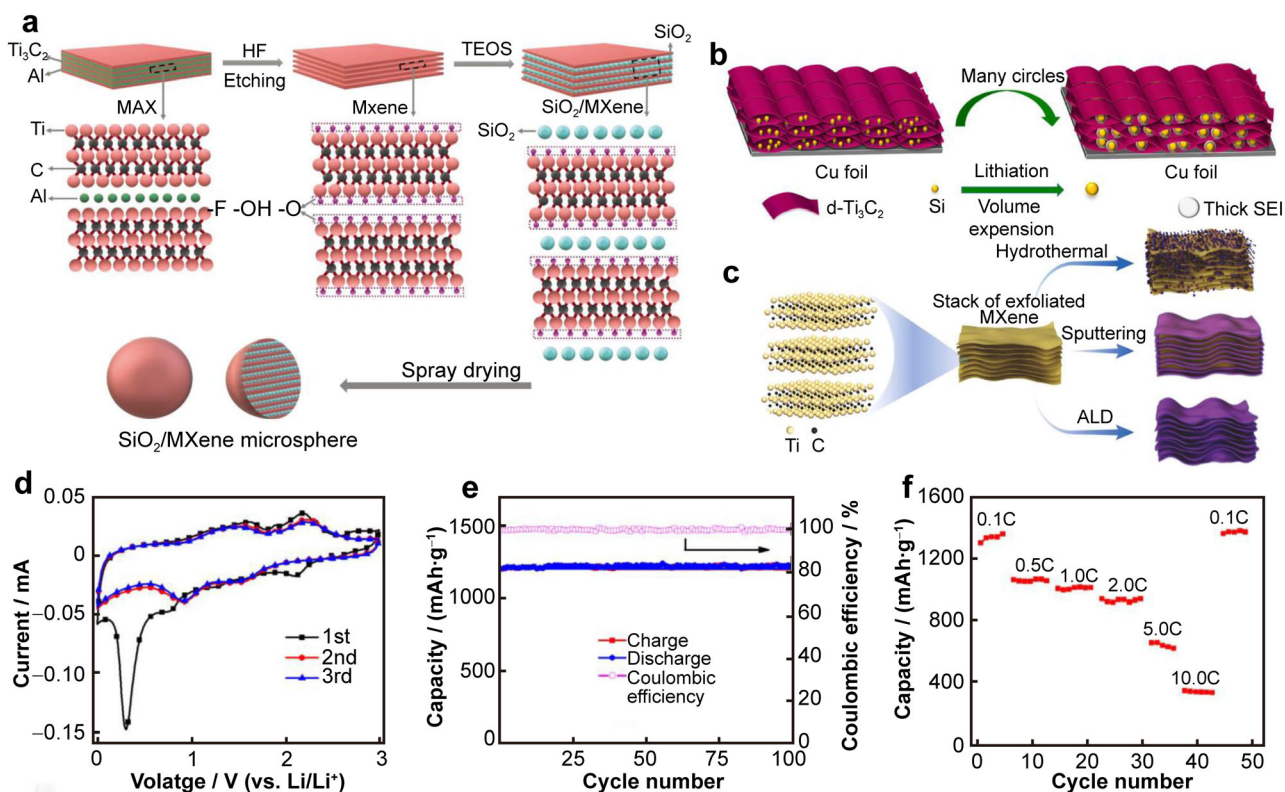 a
Ti₃C₂
Al
HF
Etching
TEOS
SiO₂
MAX
Mxene
SiO₂/MXene
Ti
C
Al
-F -OH -O
SiO₂
Spray drying
SiO₂/MXene microsphere
b
Many circles
Cu foil
Cu foil
d-Ti₃C₂
Si
Lithiation
Volume
expension
Thick SEI
c
Hydrothermal
Stack of exfoliated
MXene
Sputtering
ALD
Ti
C
d
Current / mA
0.05
0
−0.05
−0.10
−0.15
1st
2nd
3rd
0
1
2
3
Volatge / V (vs. Li/Li⁺)
e
Capacity / (mAh·g⁻¹)
1500
1000
500
0
Charge
Discharge
Coulombic
efficiency
100
80
60
40
20
0
Coulombic efficiency / %
25
50
75
100
Cycle number
f
Capacity / (mAh·g⁻¹)
1600
1200
800
400
0
0.1C
0.5C
1.0C
2.0C
5.0C
10.0C
0.1C
0
10
20
30
40
50
Cycle number